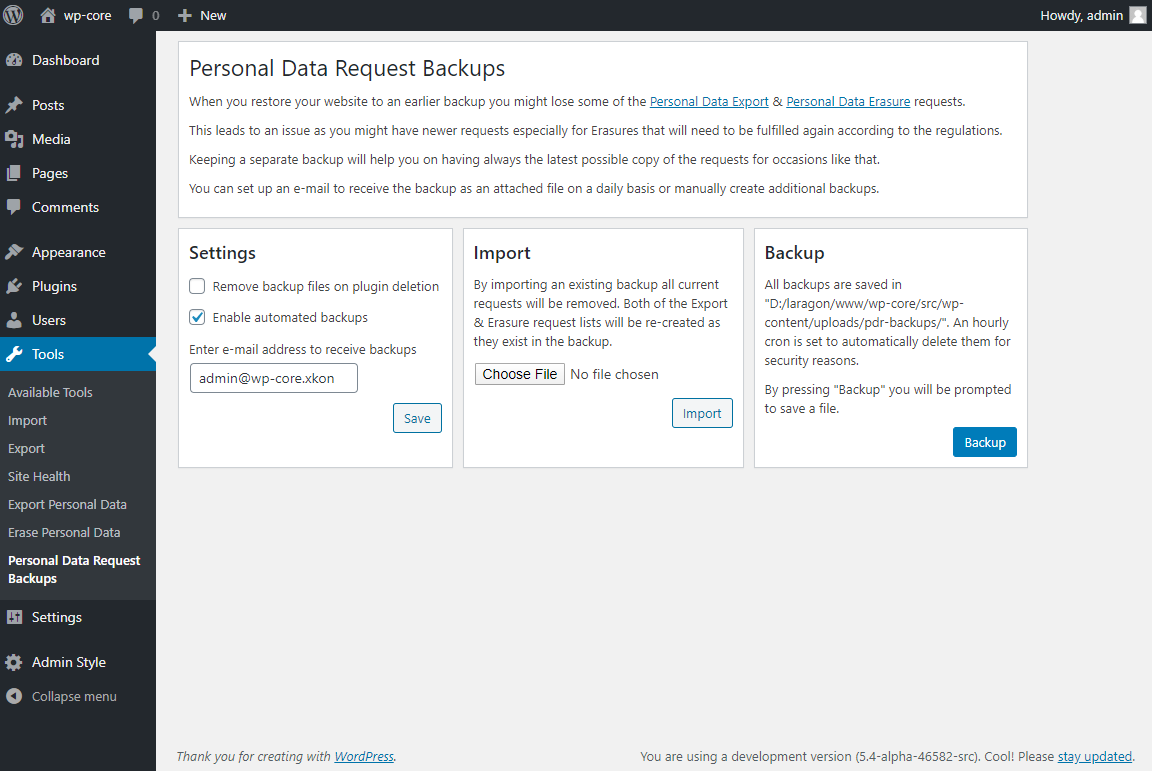 wp-core
0
New
Howdy, admin
Dashboard
Posts
Media
Pages
Comments
Appearance
Plugins
Users
Tools
Available Tools
Import
Export
Site Health
Export Personal Data
Erase Personal Data
Personal Data Request
Backups
Settings
Admin Style
Collapse menu
Personal Data Request Backups
When you restore your website to an earlier backup you might lose some of the Personal Data Export & Personal Data Erasure requests.
This leads to an issue as you might have newer requests especially for Erasures that will need to be fulfilled again according to the regulations.
Keeping a separate backup will help you on having always the latest possible copy of the requests for occasions like that.
You can set up an e-mail to receive the backup as an attached file on a daily basis or manually create additional backups.
Settings
Remove backup files on plugin deletion
Enable automated backups
Enter e-mail address to receive backups
admin@wp-core.xkon
Save
Import
By importing an existing backup all current
requests will be removed. Both of the Export
& Erasure request lists will be re-created as
they exist in the backup.
Choose File No file chosen
Import
Backup
All backups are saved in
"D:/laragon/www/wp-core/src/wp-
content/uploads/pdr-backups/". An hourly
cron is set to automatically delete them for
security reasons.
By pressing "Backup" you will be prompted
to save a file.
Backup
Thank you for creating with WordPress.
You are using a development version (5.4-alpha-46582-src). Cool! Please stay updated.